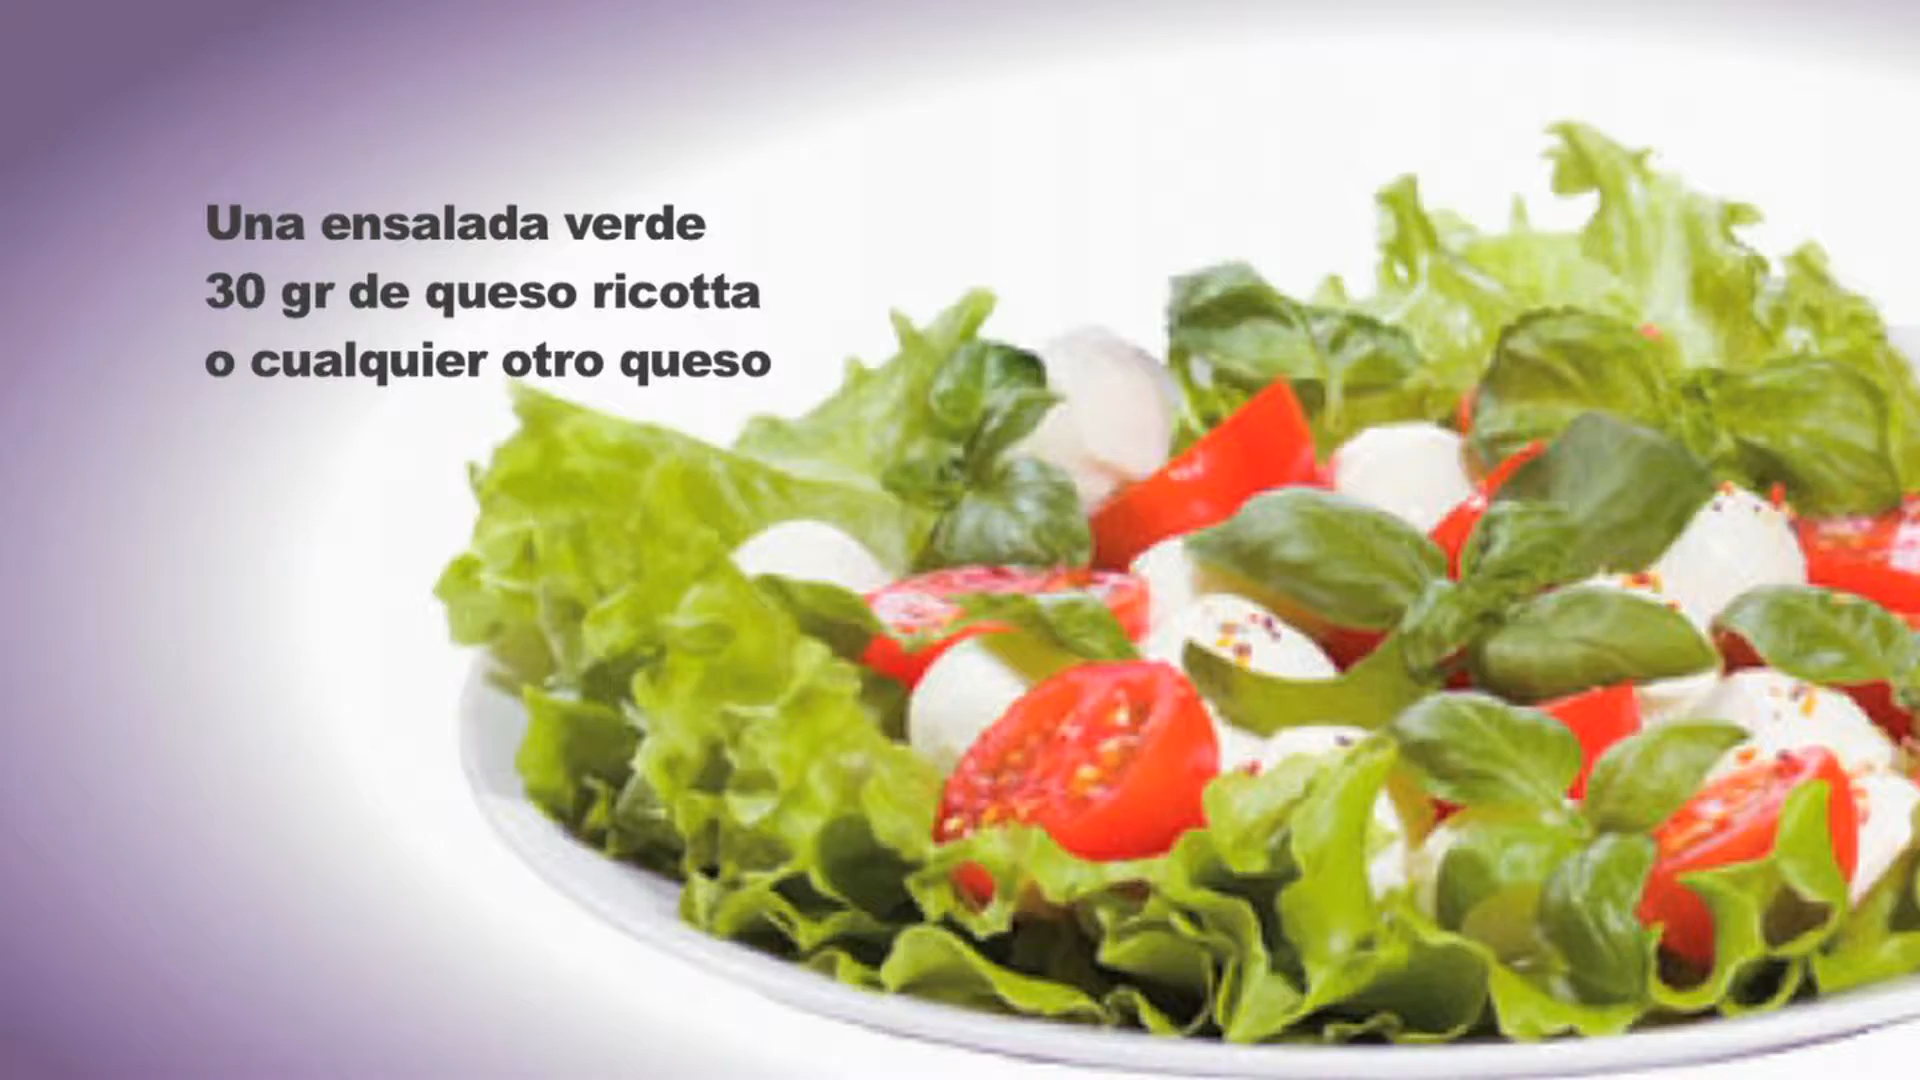 Una ensalada verde
30 gr de queso ricotta
o cualquier otro queso